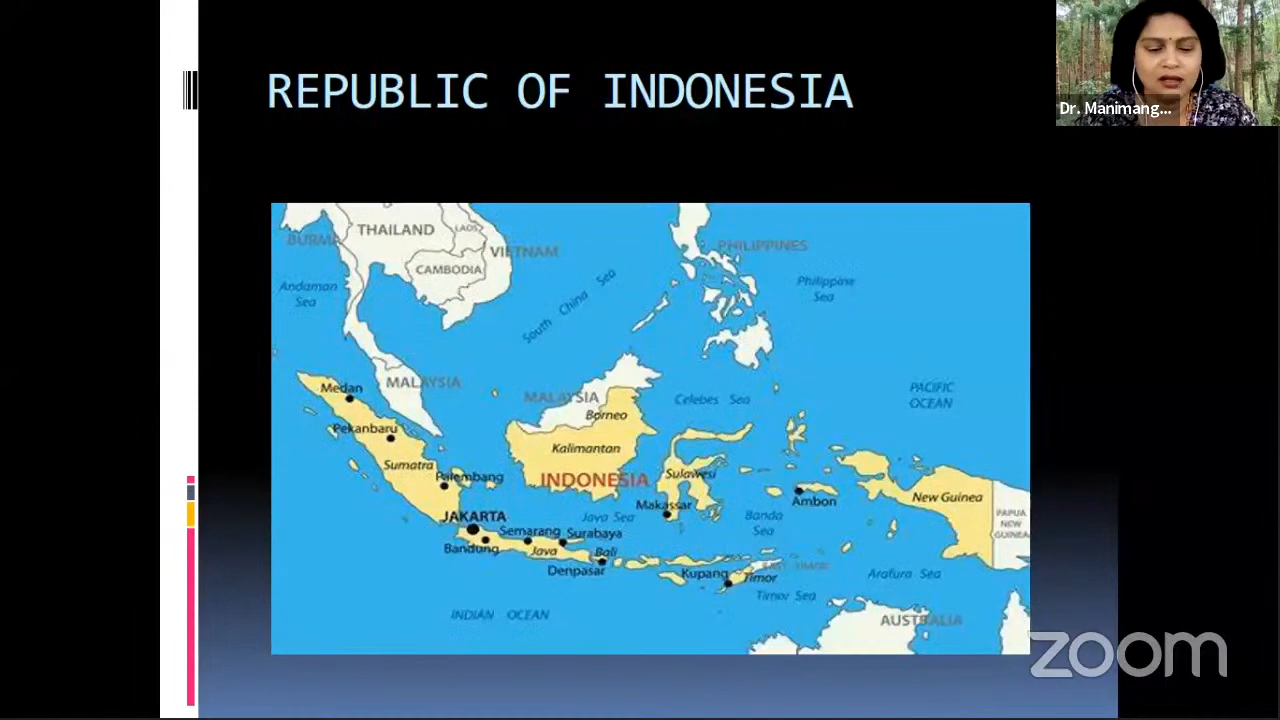 REPUBLIC OF INDONESIA
Dr. Manimang...
BURMA
THAILAND
LAOS
VIETNAM
CAMBODIA
PHILIPPINES
Andaman
Sea
South China Sea
Philippine
Sea
MALAYSIA
MALAYSIA
Medan
Borneo
Celebes Sea
PACIFIC
OCEAN
Pekanbaru
Kalimantan
Sumatra
Palembang
INDONESIA
Sulawesi
New Guinea
Makassar
Ambon
JAKARTA
Java Sea
Banda
Sea
PAPUA
NEW
GUINEA
Semarang
Surabaya
Bandung
Java
Bali
Denpasar
EAST TIMOR
Kupang
Timor
Arafura Sea
Timor Sea
INDIAN OCEAN
AUSTRALIA
zoom